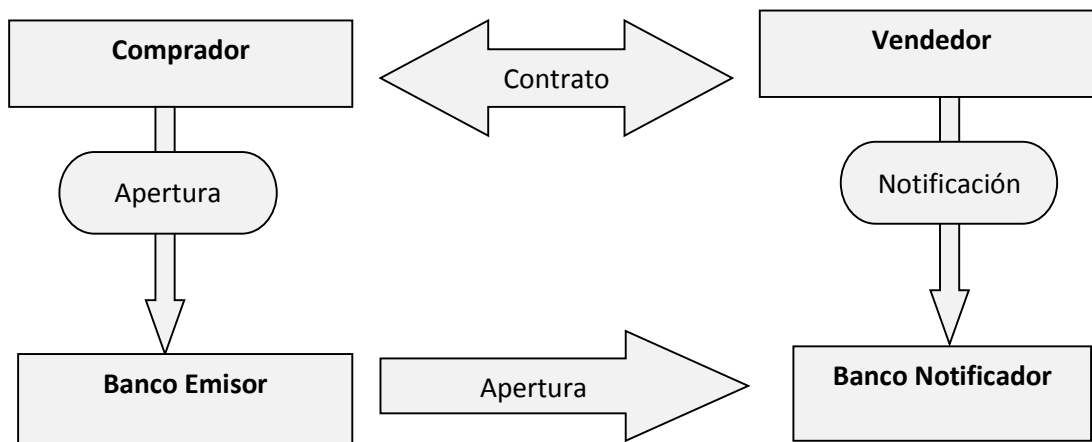 Comprador
Contrato
Vendedor
Apertura
Notificación
Banco Emisor
Apertura
Banco Notificador